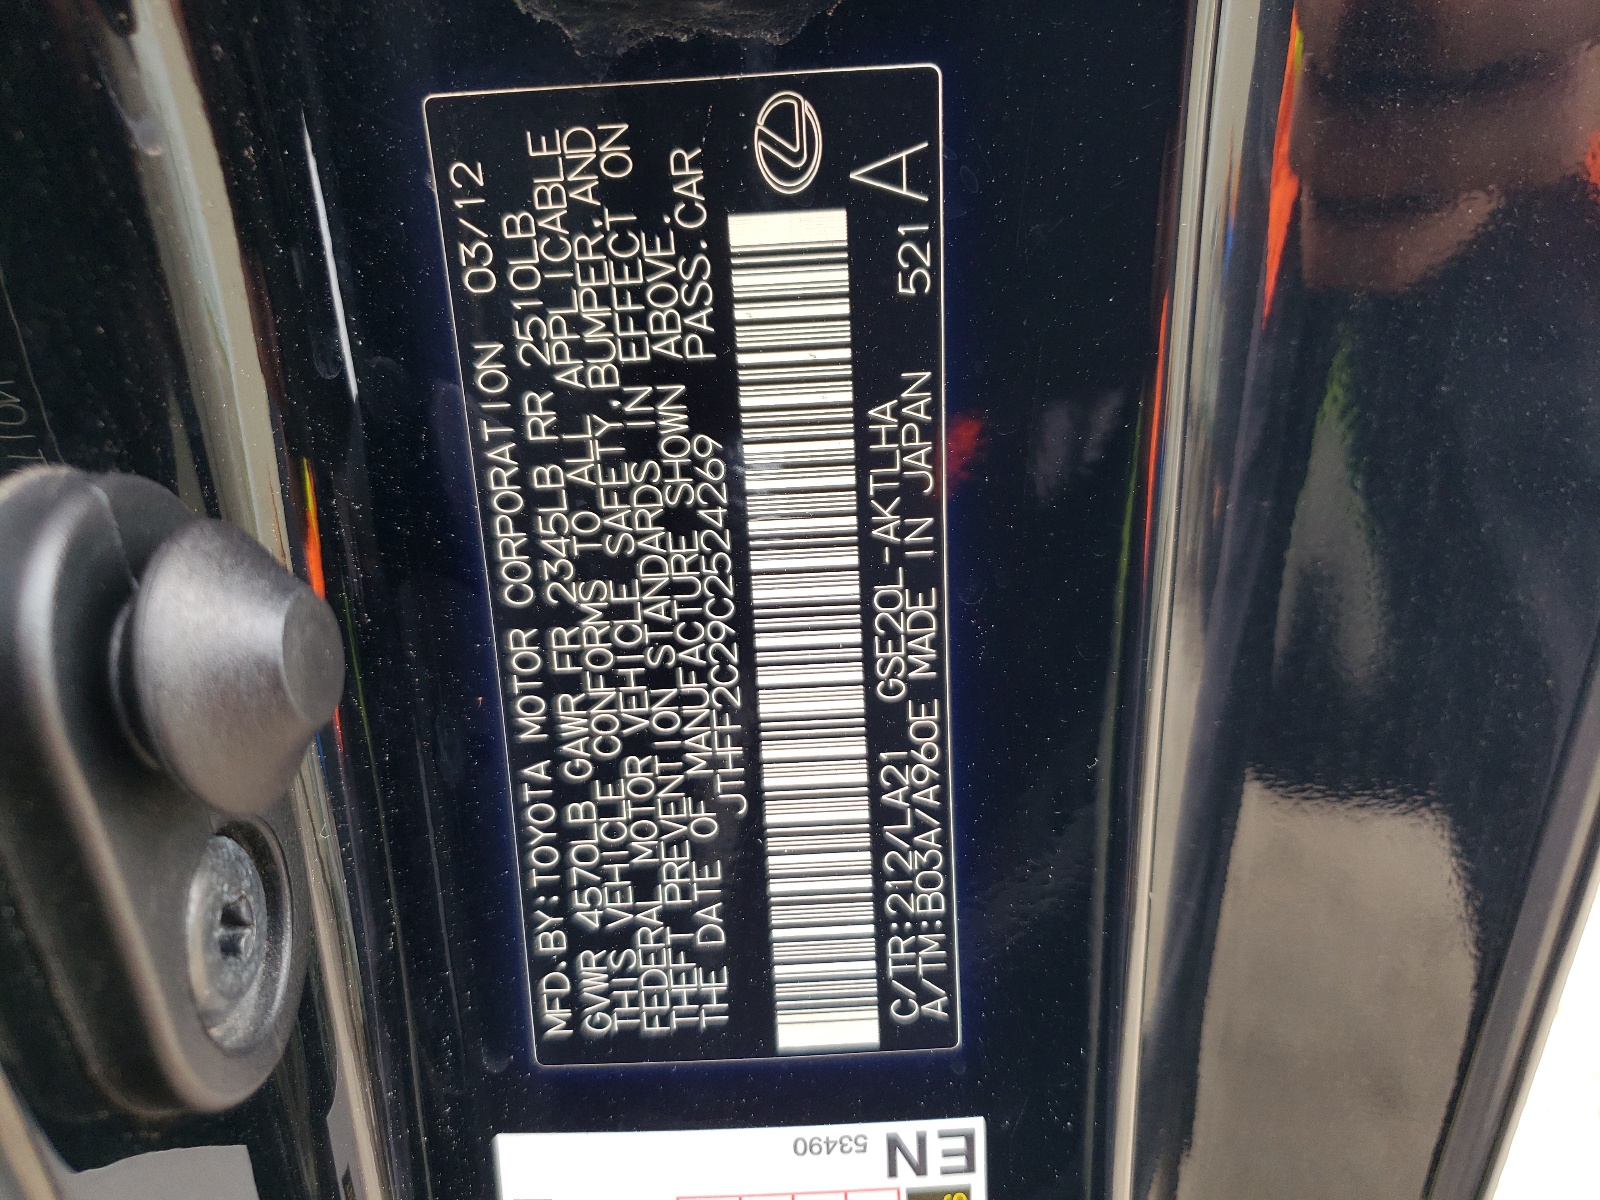 MFD.BY:TOYOTA MOTOR CORPORATION 03/12
GVWR 4570LB GAWR FR 2345LB RR 2510LB
THIS VEHICLE CONFORMS TO ALL APPLICABLE
FEDERAL MOTOR VEHICLE SAFETY,BUMPER,AND
THEFT PREVENTION STANDARDS IN EFFECT ON
THE DATE OF MANUFACTURE SHOWN ABOVE.
JTHFF2C29C2524269 PASS.CAR
C/TR:212/LA21 GSE20L-AKTLHA
A/TM:B03A/A960E MADE IN JAPAN 521 A
EN
53490